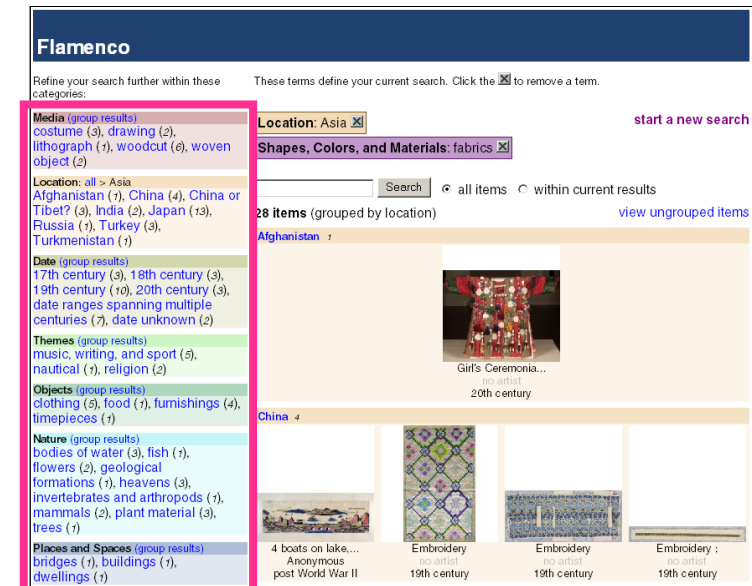 Flamenco
Refine your search further within these
categories:
These terms define your current search. Click the to remove a term.
Media (group results)
costume (3), drawing (2),
lithograph (1), woodcut (6), woven
object (2)
Location: all > Asia
Afghanistan (1), China (4), China or
Tibet? (3), India (2), Japan (13),
Russia (1), Turkey (3),
Turkmenistan (1)
Date (group results)
17th century (3), 18th century (3),
19th century (10), 20th century (3),
date ranges spanning multiple
centuries (7), date unknown (2)
Themes (group results)
music, writing, and sport (5),
nautical (1), religion (2)
Objects (group results)
clothing (5), food (1), furnishings (4),
timepieces (1)
Nature (group results)
bodies of water (3), fish (1),
flowers (2), geological
formations (1), heavens (3),
invertebrates and arthropods (1),
mammals (2), plant material (3),
trees (1)
Places and Spaces (group results)
bridges (1), buildings (1),
dwellings (1)
Location: Asia
start a new search
Shapes, Colors, and Materials: fabrics
Search all items within current results
28 items (grouped by location)
view ungrouped items
Afghanistan 1
Girl's Ceremonia...
no artist
20th century
China 4
4 boats on lake,...
Anonymous
post World War II
Embroidery
no artist
19th century
Embroidery
no artist
19th century
Embroidery ;
no artist
19th century